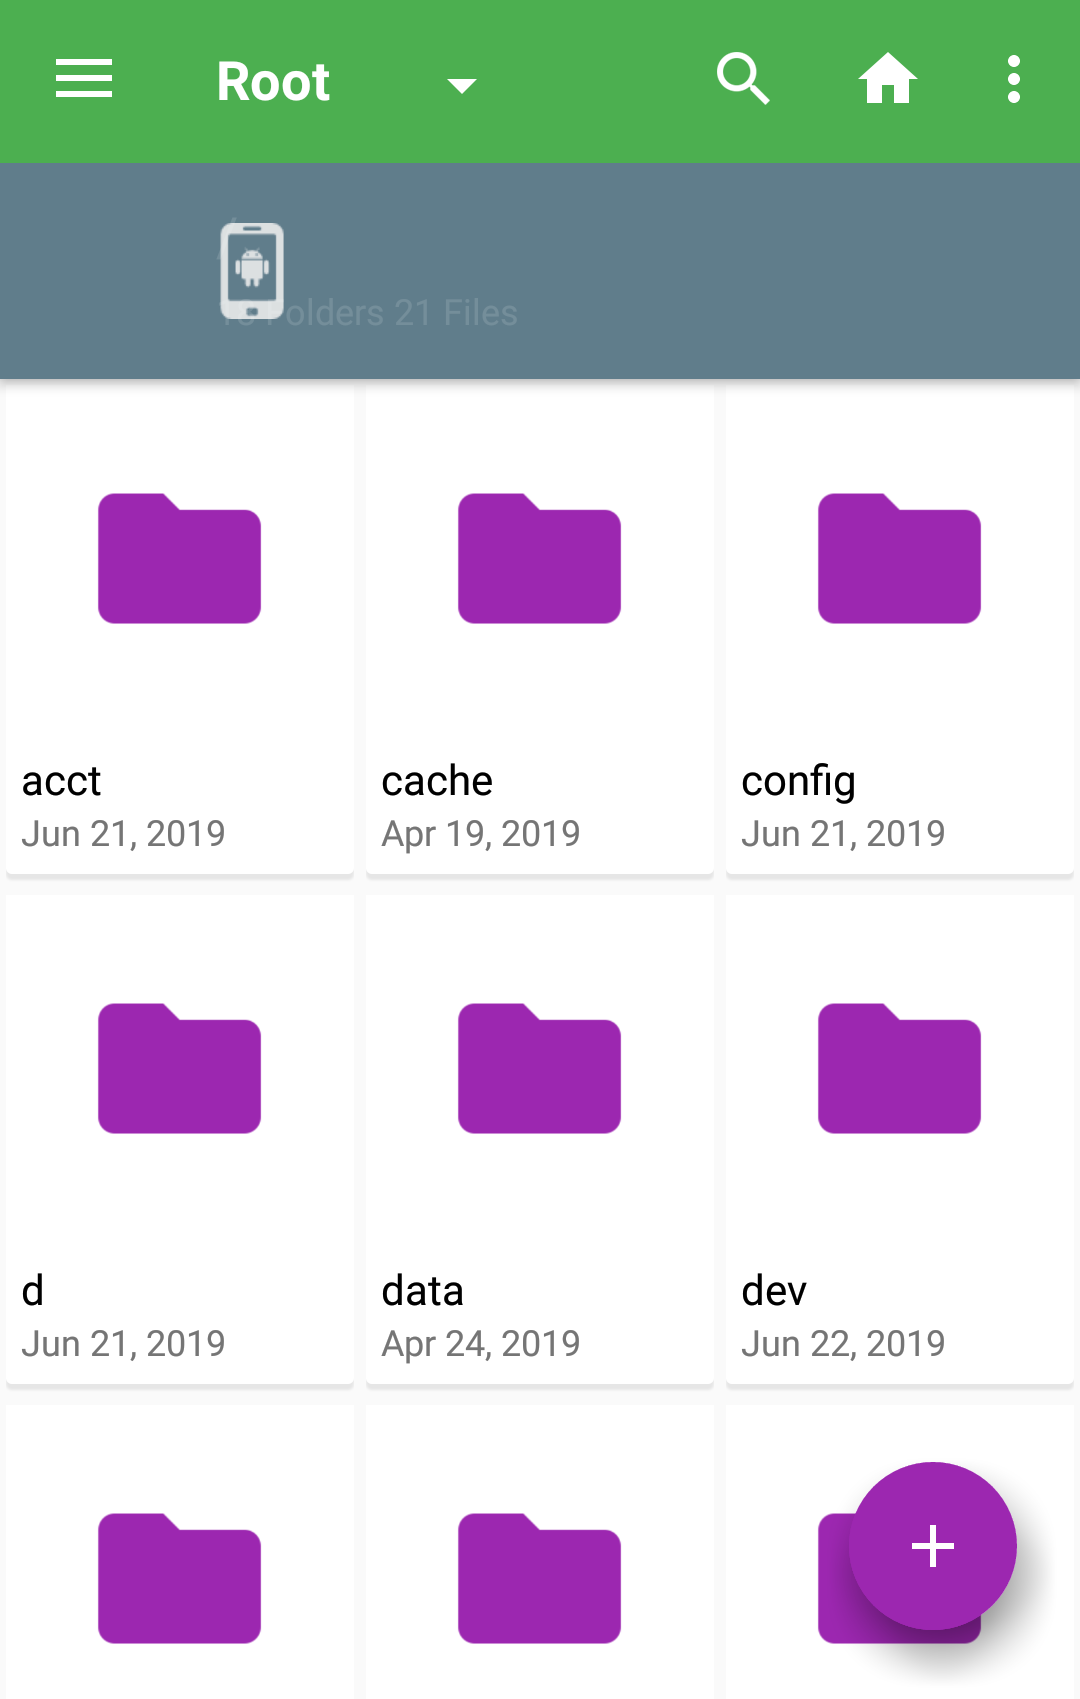 Root
/
Folders 21 Files
acct
Jun 21, 2019
cache
Apr 19, 2019
config
Jun 21, 2019
d
Jun 21, 2019
data
Apr 24, 2019
dev
Jun 22, 2019